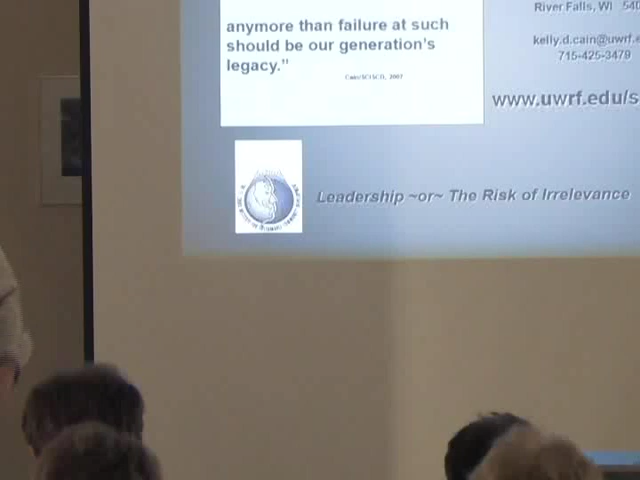 River Falls, WI 540
anymore than failure at such
should be our generation's
legacy."
kelly.d.cain@uwrf.e
715-425-3479
www.uwrf.edu/s
Leadership ~or~ The Risk of Irrelevance